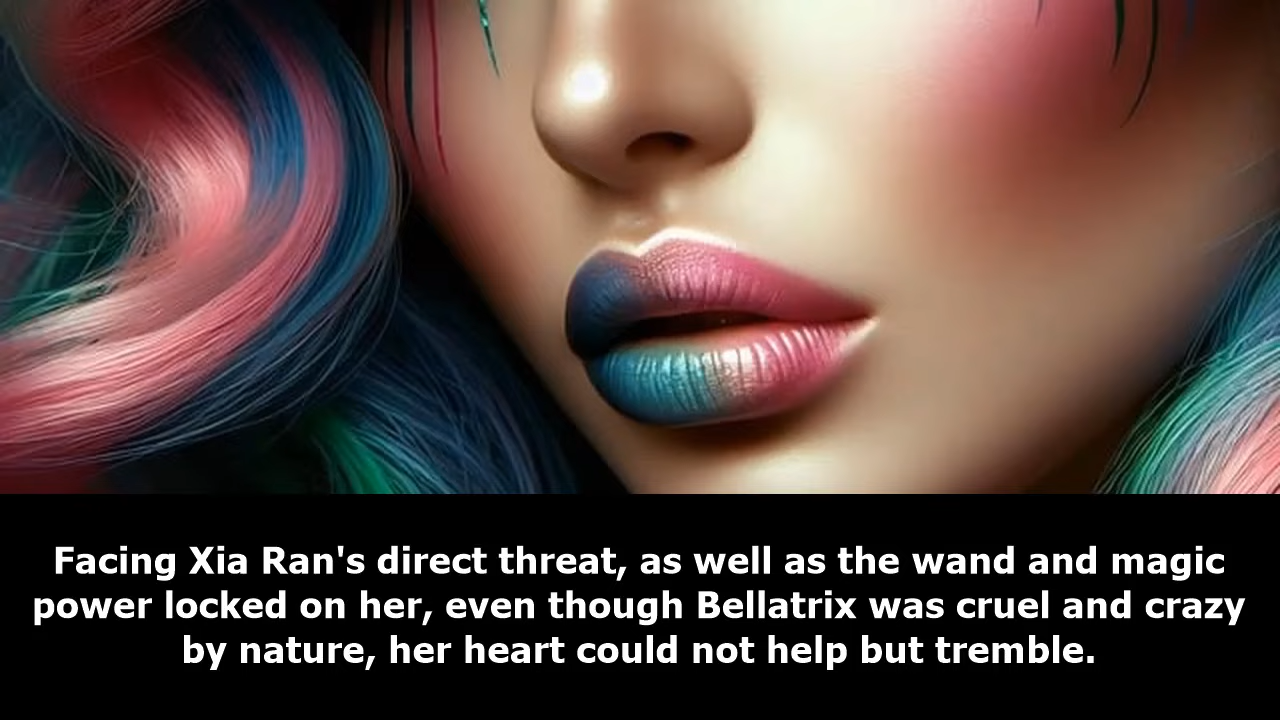 Facing Xia Ran's direct threat, as well as the wand and magic
power locked on her, even though Bellatrix was cruel and crazy
by nature, her heart could not help but tremble.